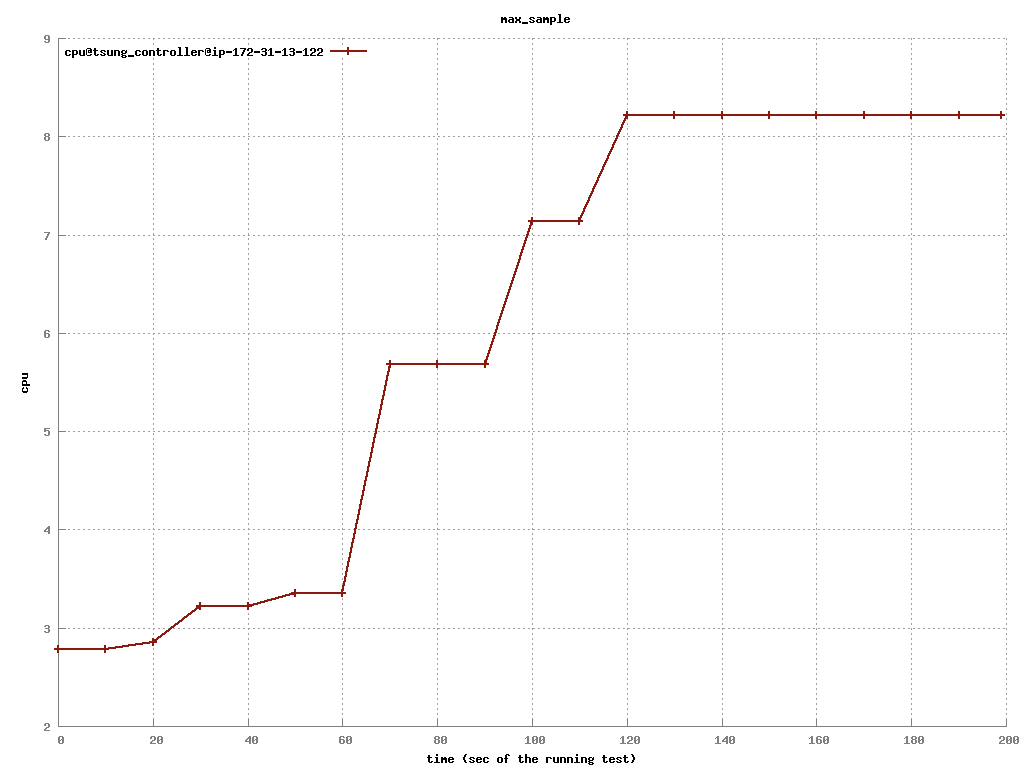 max_sample
cpu@tsung_controller@ip-172-31-13-122
9
8
7
6
5
4
3
2
cpu
0 20 40 60 80 100 120 140 160 180 200
time (sec of the running test)